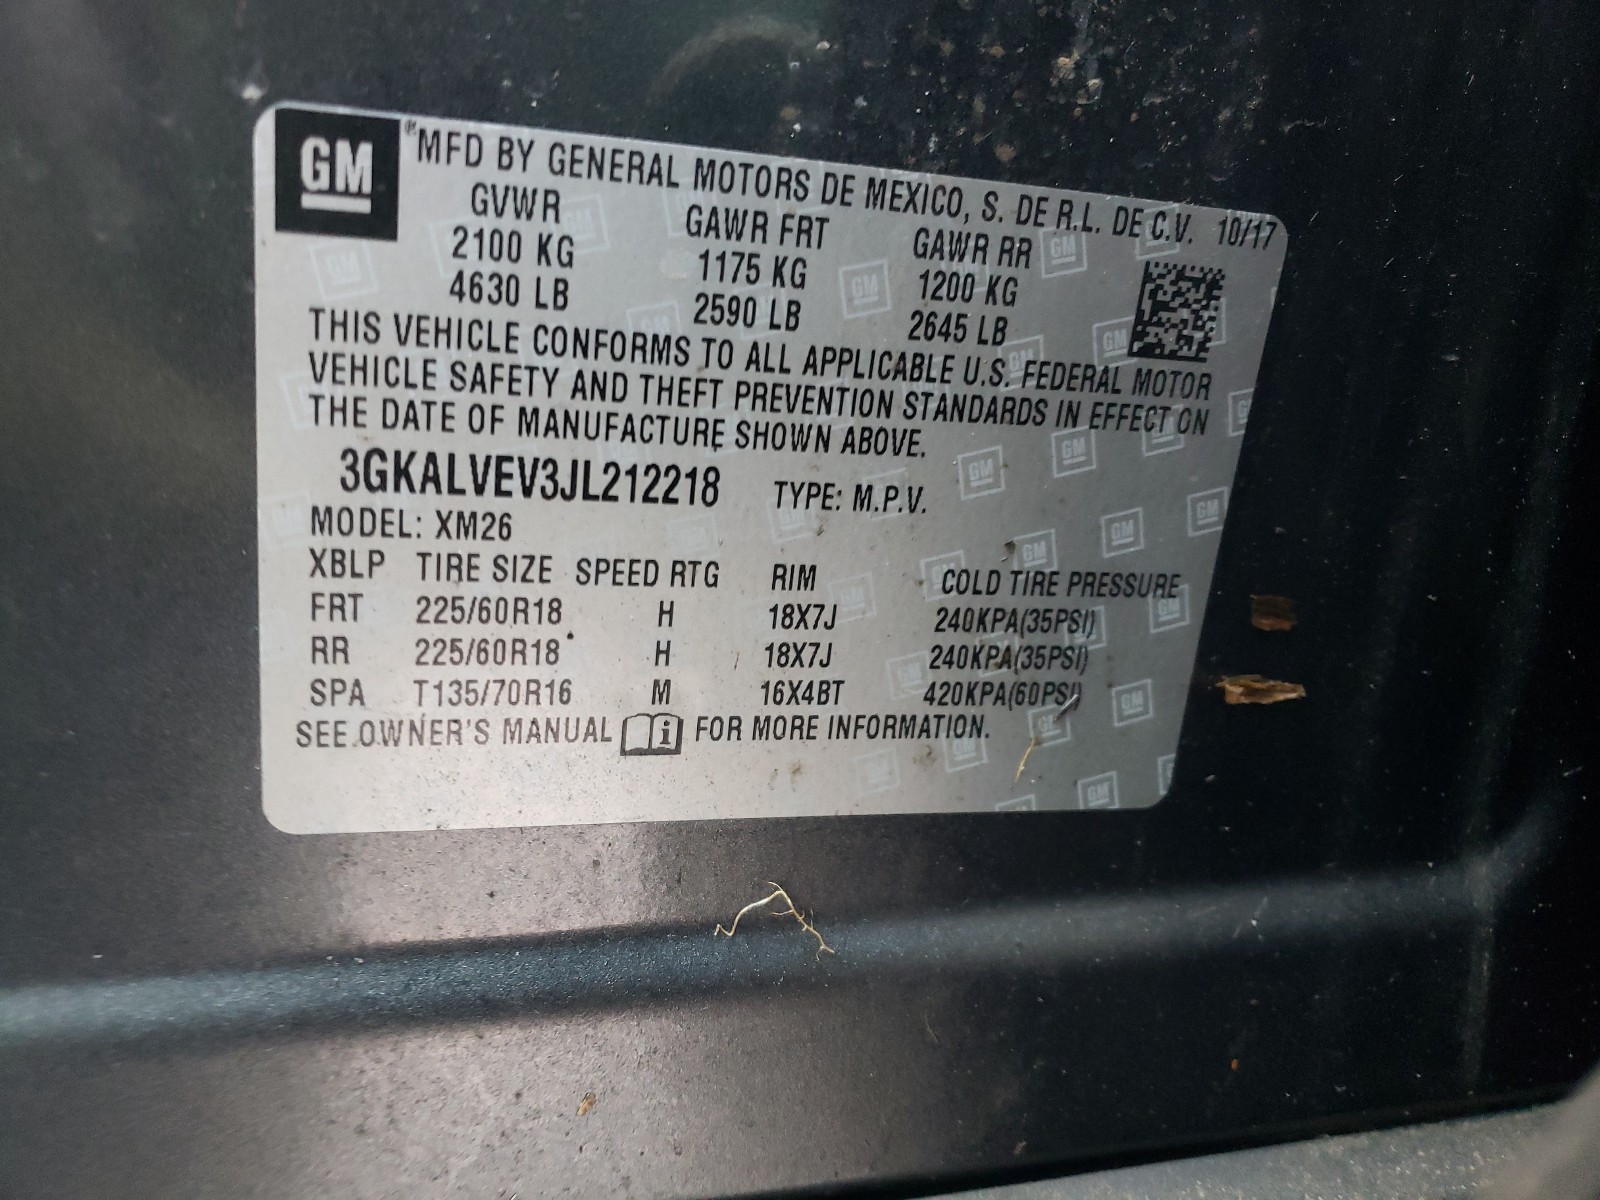 GM
® MFD BY GENERAL MOTORS DE MEXICO, S. DE R.L. DE C.V. 10/17
GVWR GAWR FRT GAWR RR
2100 KG 1175 KG 1200 KG
4630 LB 2590 LB 2645 LB
THIS VEHICLE CONFORMS TO ALL APPLICABLE U.S. FEDERAL MOTOR
VEHICLE SAFETY AND THEFT PREVENTION STANDARDS IN EFFECT ON
THE DATE OF MANUFACTURE SHOWN ABOVE.
3GKALVEV3JL212218 TYPE: M.P.V.
MODEL: XM26
XBLP TIRE SIZE SPEED RTG RIM COLD TIRE PRESSURE
FRT 225/60R18 H 18X7J 240KPA(35PSI)
RR 225/60R18 H 18X7J 240KPA(35PSI)
SPA T135/70R16 M 16X4BT 420KPA(60PSI)
SEE OWNER'S MANUAL i FOR MORE INFORMATION.